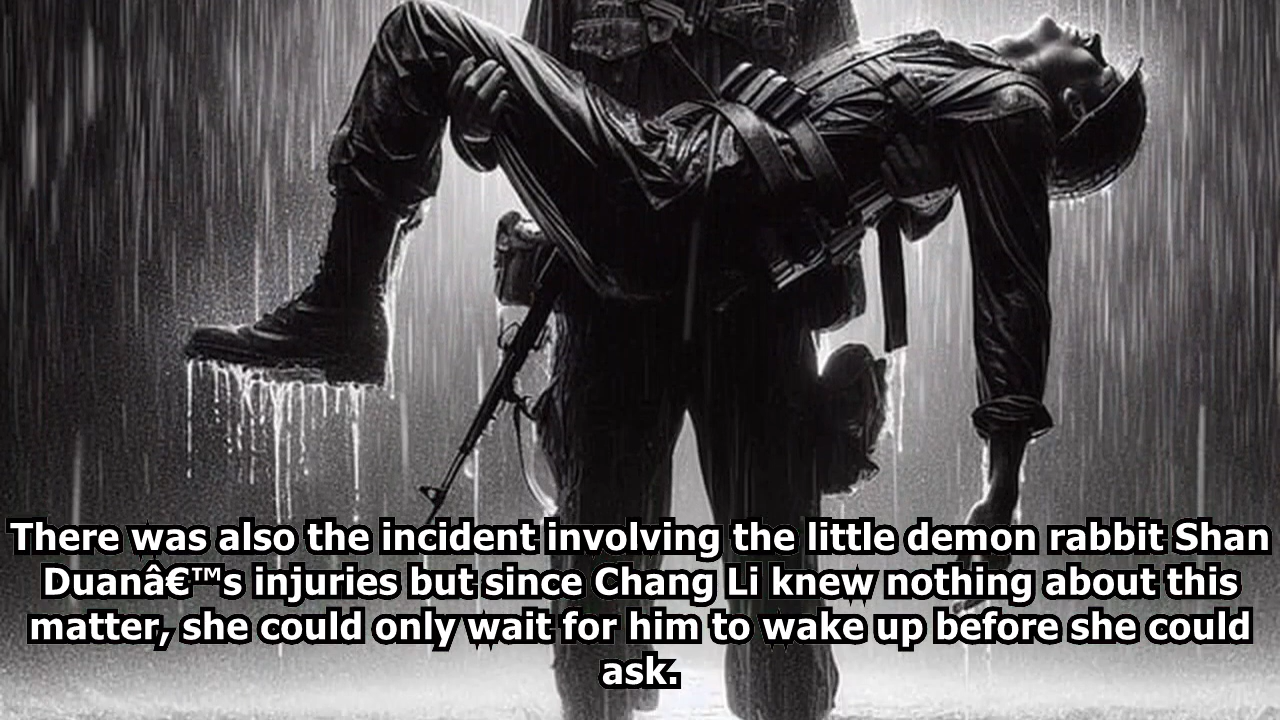 There was also the incident involving the little demon rabbit Shan
Duanâ€™s injuries but since Chang Li knew nothing about this
matter, she could only wait for him to wake up before she could
ask.